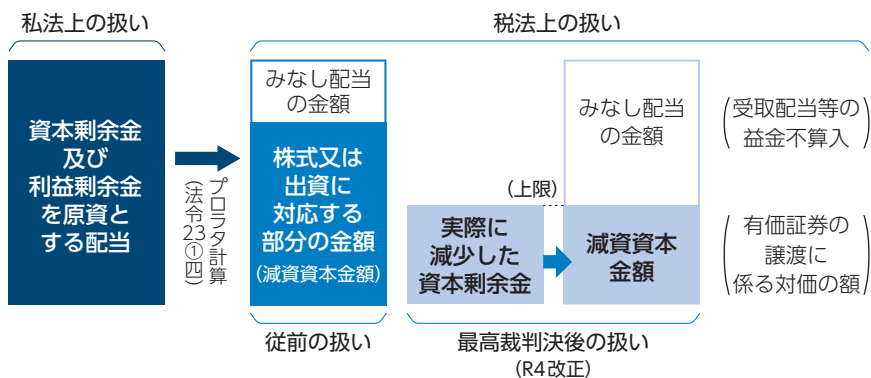 私法上の扱い
税法上の扱い
資本剰余金
及び
利益剰余金
を原資と
する配当
プロラタ計算
(法令23①四)
みなし配当
の金額
株式又は
出資に
対応する
部分の金額
(減資資本金額)
(上限)
実際に
減少した
資本剰余金
みなし配当
の金額
減資資本
金額
(受取配当等の
益金不算入)
(有価証券の
譲渡に
係る対価の額)
従前の扱い
最高裁判決後の扱い
(R4改正)